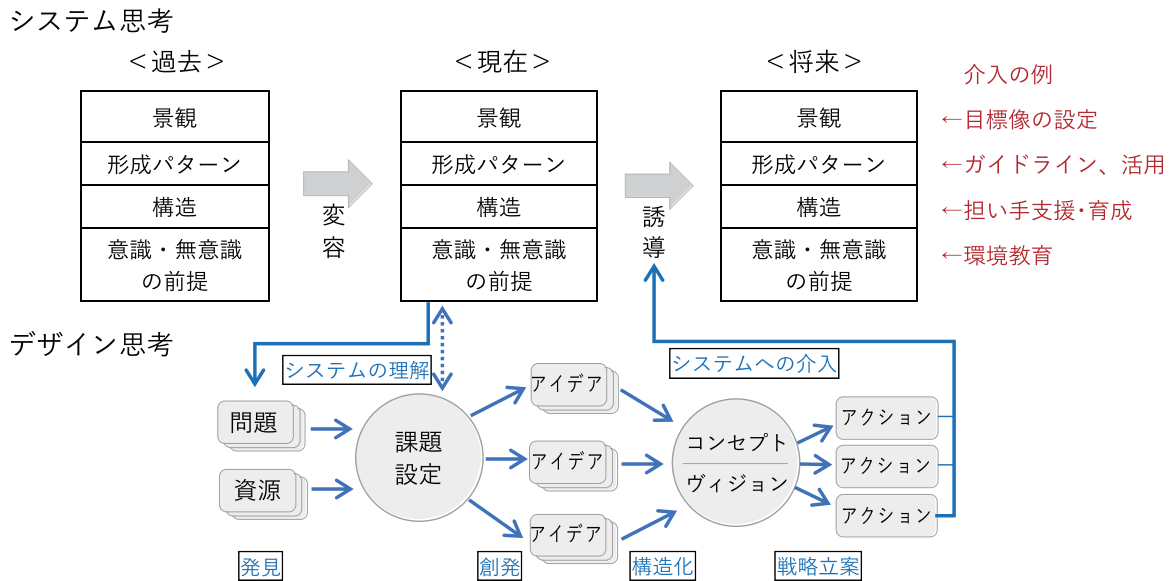 システム思考
＜過去＞
＜現在＞
＜将来＞
介入の例
景観
形成パターン
構造
意識・無意識
の前提
変
容
景観
形成パターン
構造
意識・無意識
の前提
誘
導
景観
形成パターン
構造
意識・無意識
の前提
←目標像の設定
←ガイドライン、活用
←担い手支援･育成
←環境教育
デザイン思考
システムの理解
システムへの介入
問題
資源
課題
設定
アイデア
アイデア
アイデア
コンセプト
ヴィジョン
アクション
アクション
アクション
発見
創発
構造化
戦略立案